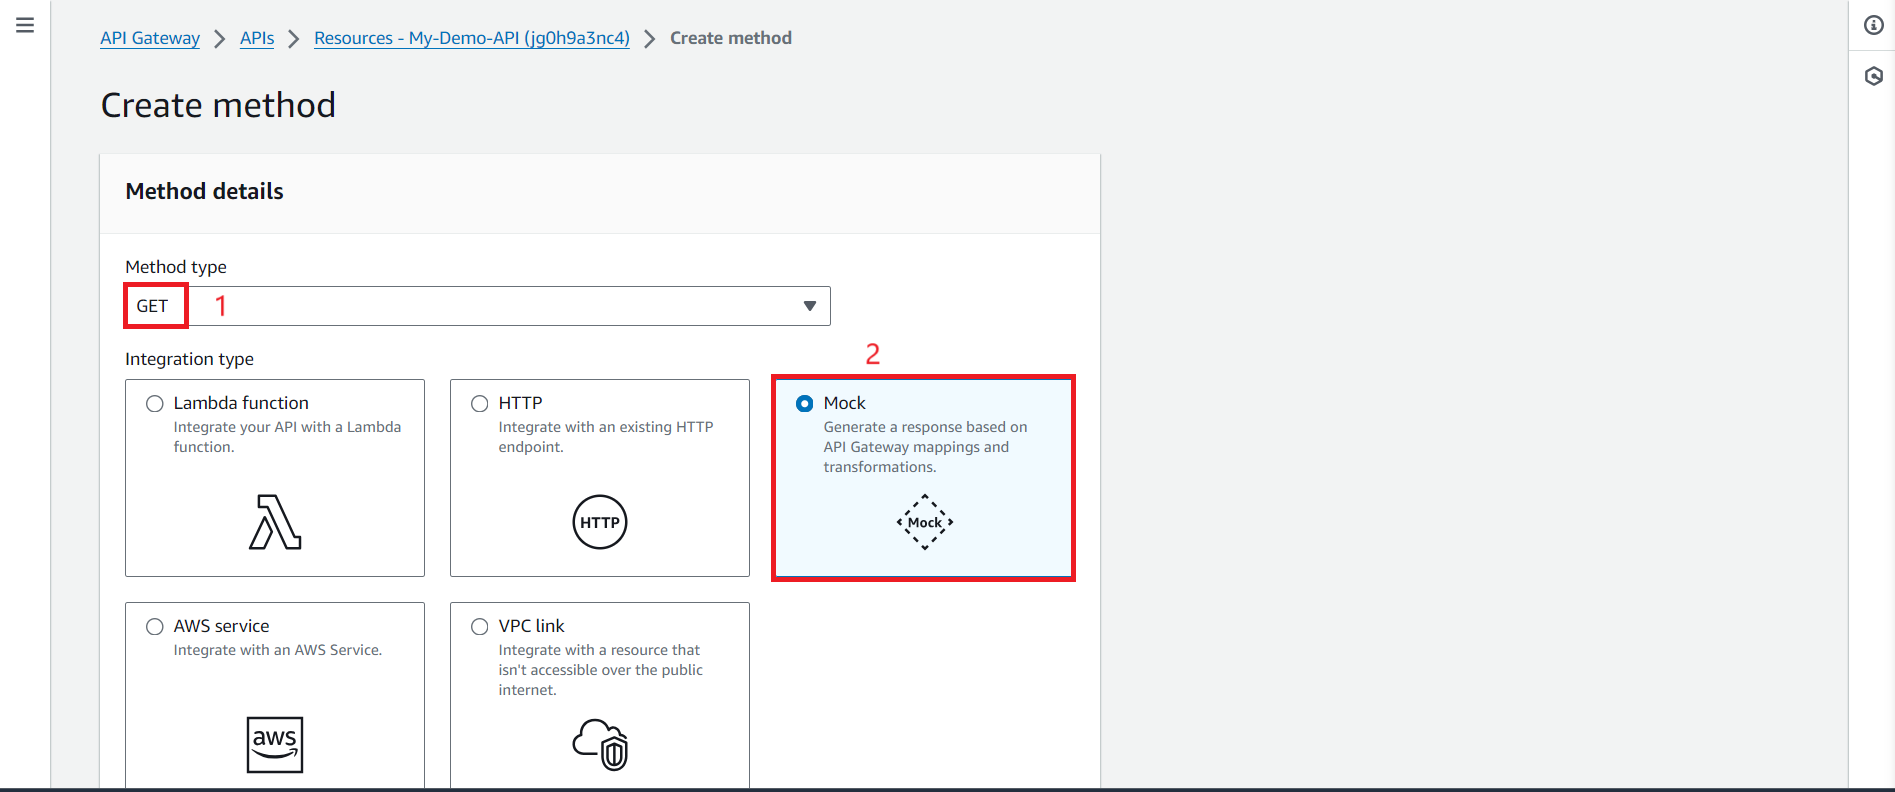 API Gateway > APIs > Resources - My-Demo-API (jg0h9a3nc4) > Create method
Create method
Method details
Method type
GET 1
Integration type
2
Lambda function
Integrate your API with a Lambda
function.
HTTP
Integrate with an existing HTTP
endpoint.
HTTP
Mock
Generate a response based on
API Gateway mappings and
transformations.
Mock
AWS service
Integrate with an AWS Service.
aws
VPC link
Integrate with a resource that
isn't accessible over the public
internet.